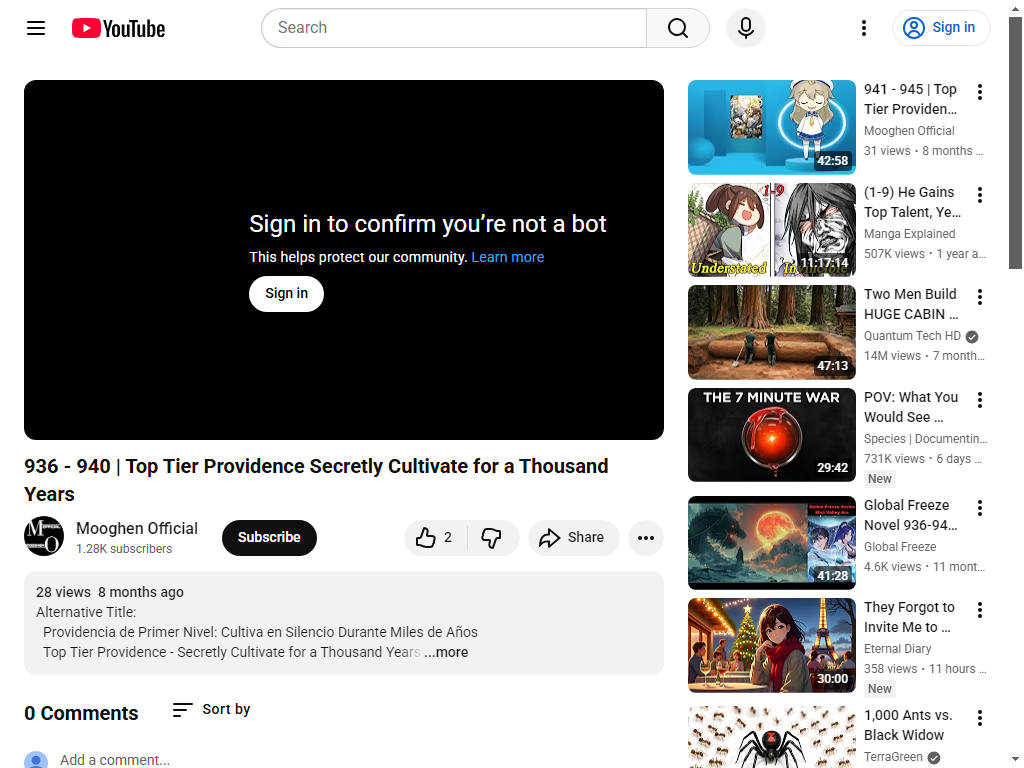 YouTube
Search
Sign in
Sign in to confirm you're not a bot
This helps protect our community. Learn more
Sign in
936 - 940 | Top Tier Providence Secretly Cultivate for a Thousand
Years
Mooghen Official
1.28K subscribers
Subscribe
2
Share
28 views 8 months ago
Alternative Title:
Providencia de Primer Nivel: Cultiva en Silencio Durante Miles de Años
Top Tier Providence - Secretly Cultivate for a Thousand Years ...more
0 Comments
Sort by
Add a comment...
42:58
941 - 945 | Top
Tier Providen...
Mooghen Official
31 views • 8 months ...
1-9
Understated
Invincible
11:17:14
(1-9) He Gains
Top Talent, Ye...
Manga Explained
507K views • 1 year a...
47:13
Two Men Build
HUGE CABIN ...
Quantum Tech HD
14M views • 7 month...
THE 7 MINUTE WAR
29:42
POV: What You
Would See ...
Species | Documentin...
731K views • 6 days ...
New
41:28
Global Freeze
Novel 936-94...
Global Freeze
4.6K views • 11 mont...
30:00
They Forgot to
Invite Me to ...
Eternal Diary
358 views • 11 hours ...
New
1,000 Ants vs.
Black Widow
TerraGreen